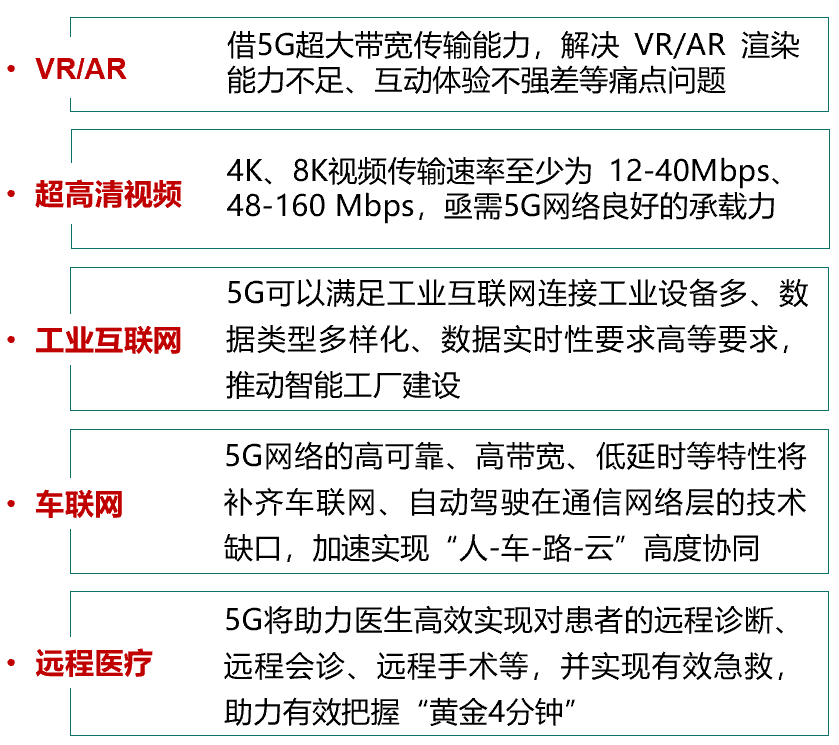 • VR/AR
借5G超大带宽传输能力，解决 VR/AR 渲染
能力不足、互动体验不强差等痛点问题
• 超高清视频
4K、8K视频传输速率至少为 12-40Mbps、
48-160 Mbps，亟需5G网络良好的承载力
• 工业互联网
5G可以满足工业互联网连接工业设备多、数
据类型多样化、数据实时性要求高等要求，
推动智能工厂建设
• 车联网
5G网络的高可靠、高带宽、低延时等特性将
补齐车联网、自动驾驶在通信网络层的技术
缺口，加速实现“人-车-路-云”高度协同
• 远程医疗
5G将助力医生高效实现对患者的远程诊断、
远程会诊、远程手术等，并实现有效急救，
助力有效把握“黄金4分钟”